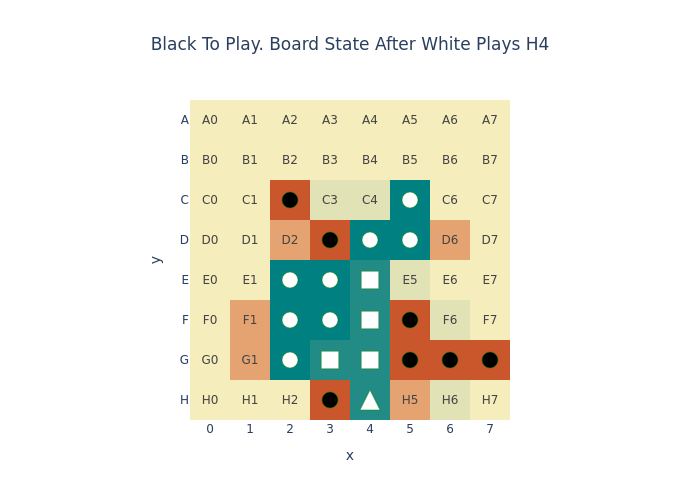 Black To Play. Board State After White Plays H4
A A0 A1 A2 A3 A4 A5 A6 A7
B B0 B1 B2 B3 B4 B5 B6 B7
C C0 C1 C3 C4 C6 C7
D D0 D1 D2 D6 D7
y
E E0 E1 E5 E6 E7
F F0 F1 F6 F7
G G0 G1
H H0 H1 H2 H5 H6 H7
0 1 2 3 4 5 6 7
x